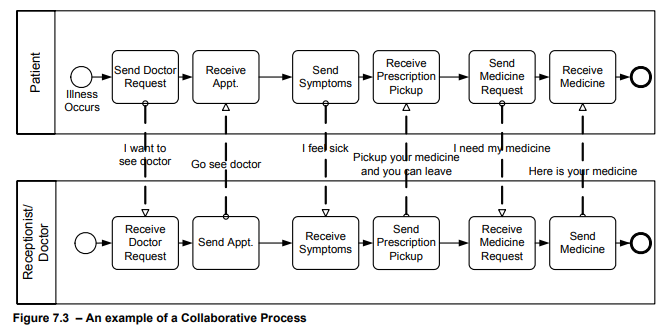 Patient
Send Doctor
Request
Receive
Appt.
Send
Symptoms
Receive
Prescription
Pickup
Send
Medicine
Request
Receive
Medicine
Illness
Occurs
I want to
see doctor
Go see doctor
I feel sick
Pickup your medicine
and you can leave
I need my medicine
Here is your medicine
Receptionist/
Doctor
Receive
Doctor
Request
Send Appt.
Receive
Symptoms
Send
Prescription
Pickup
Receive
Medicine
Request
Send
Medicine
Figure 7.3 – An example of a Collaborative Process